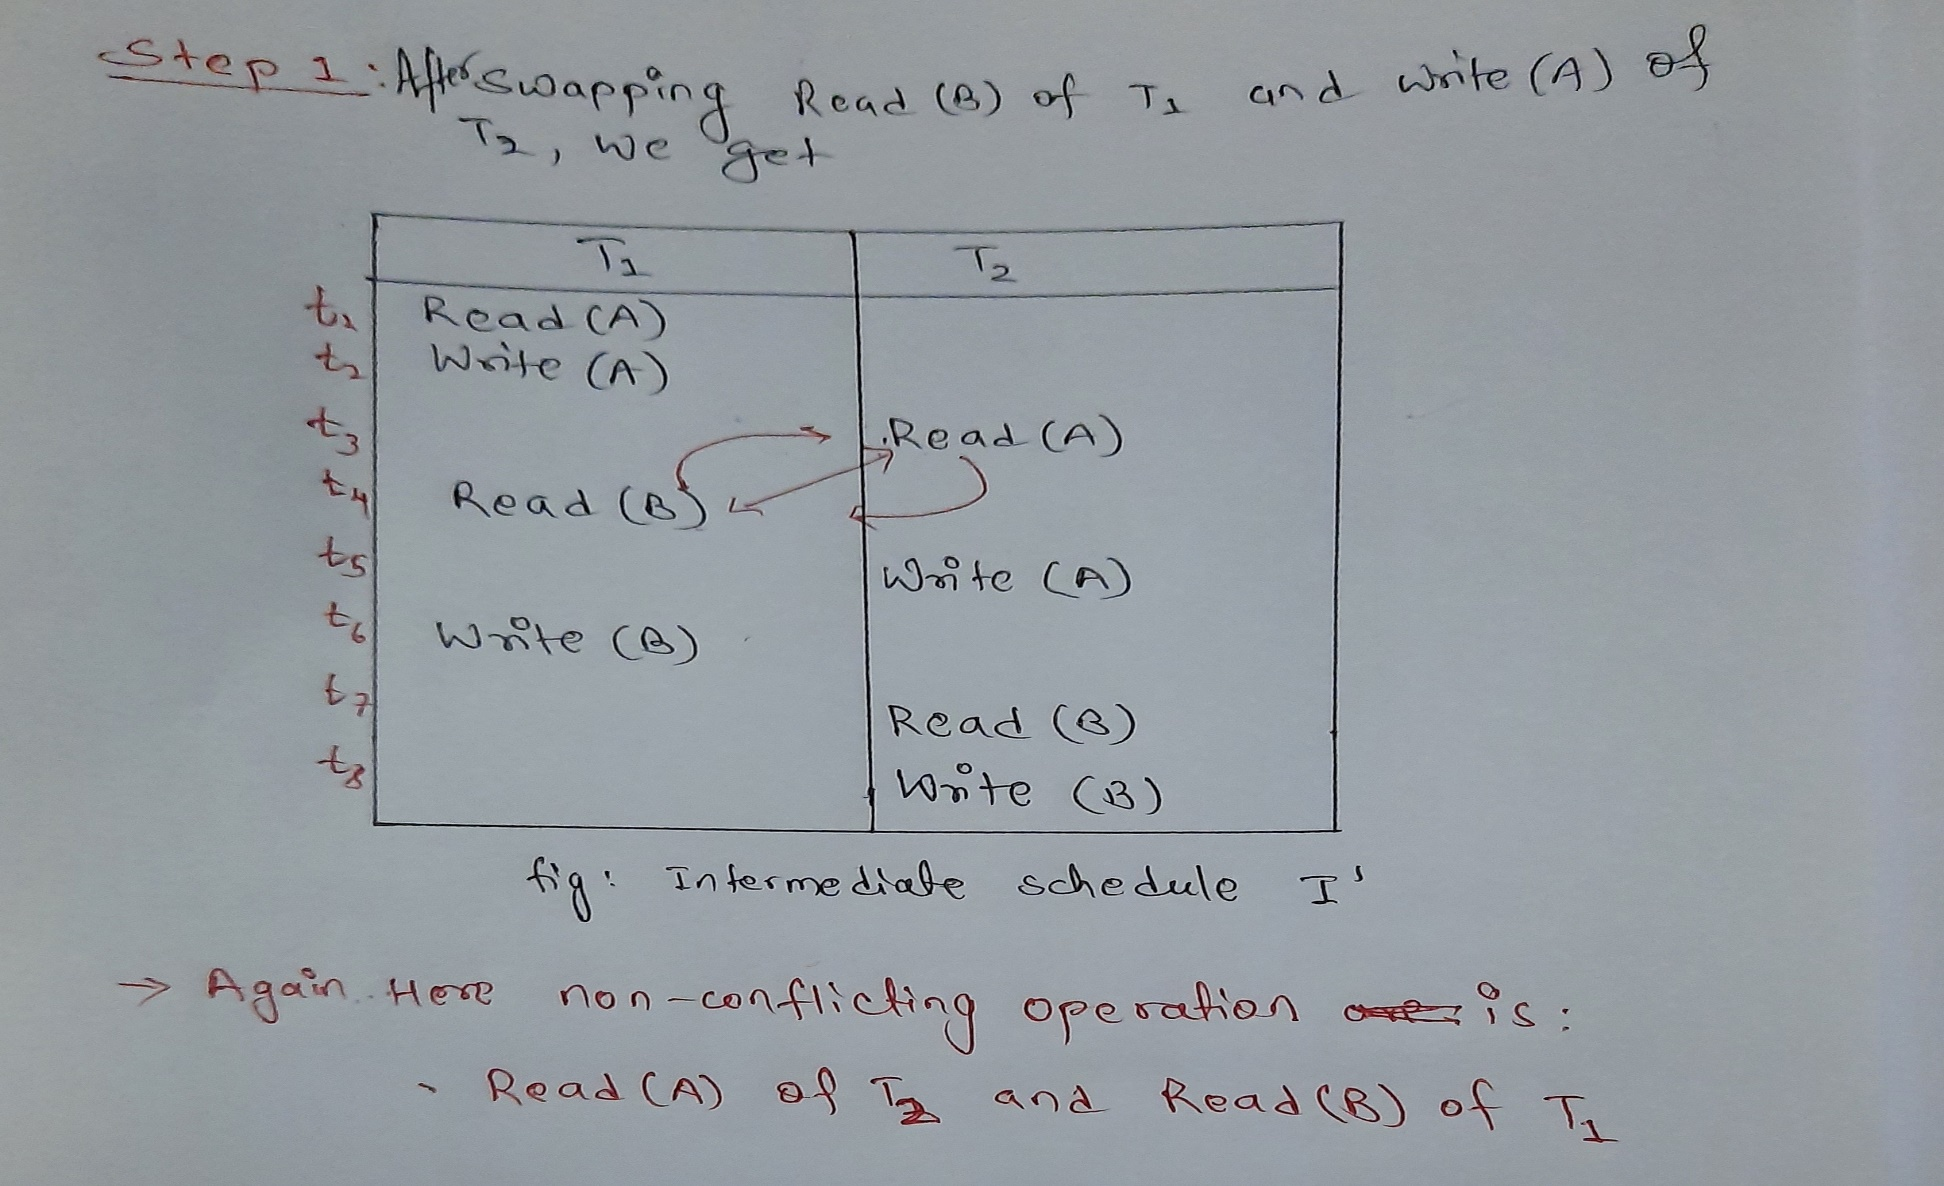 Step 1: After swapping Read (B) of T1 and write (A) of
T2, we get
T1 T2
t1 Read (A)
t2 Write (A)
t3 Read (A)
t4 Read (B)
t5 Write (A)
t6 Write (B)
t7 Read (B)
t8 Write (B)
fig: Intermediate schedule I'
→ Again Here non-conflicting operation is:
• Read (A) of T2 and Read (B) of T1